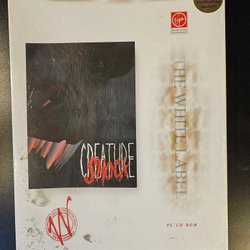 CREATURE
SHOCK
THE WHITE LABEL
PC CD-ROM